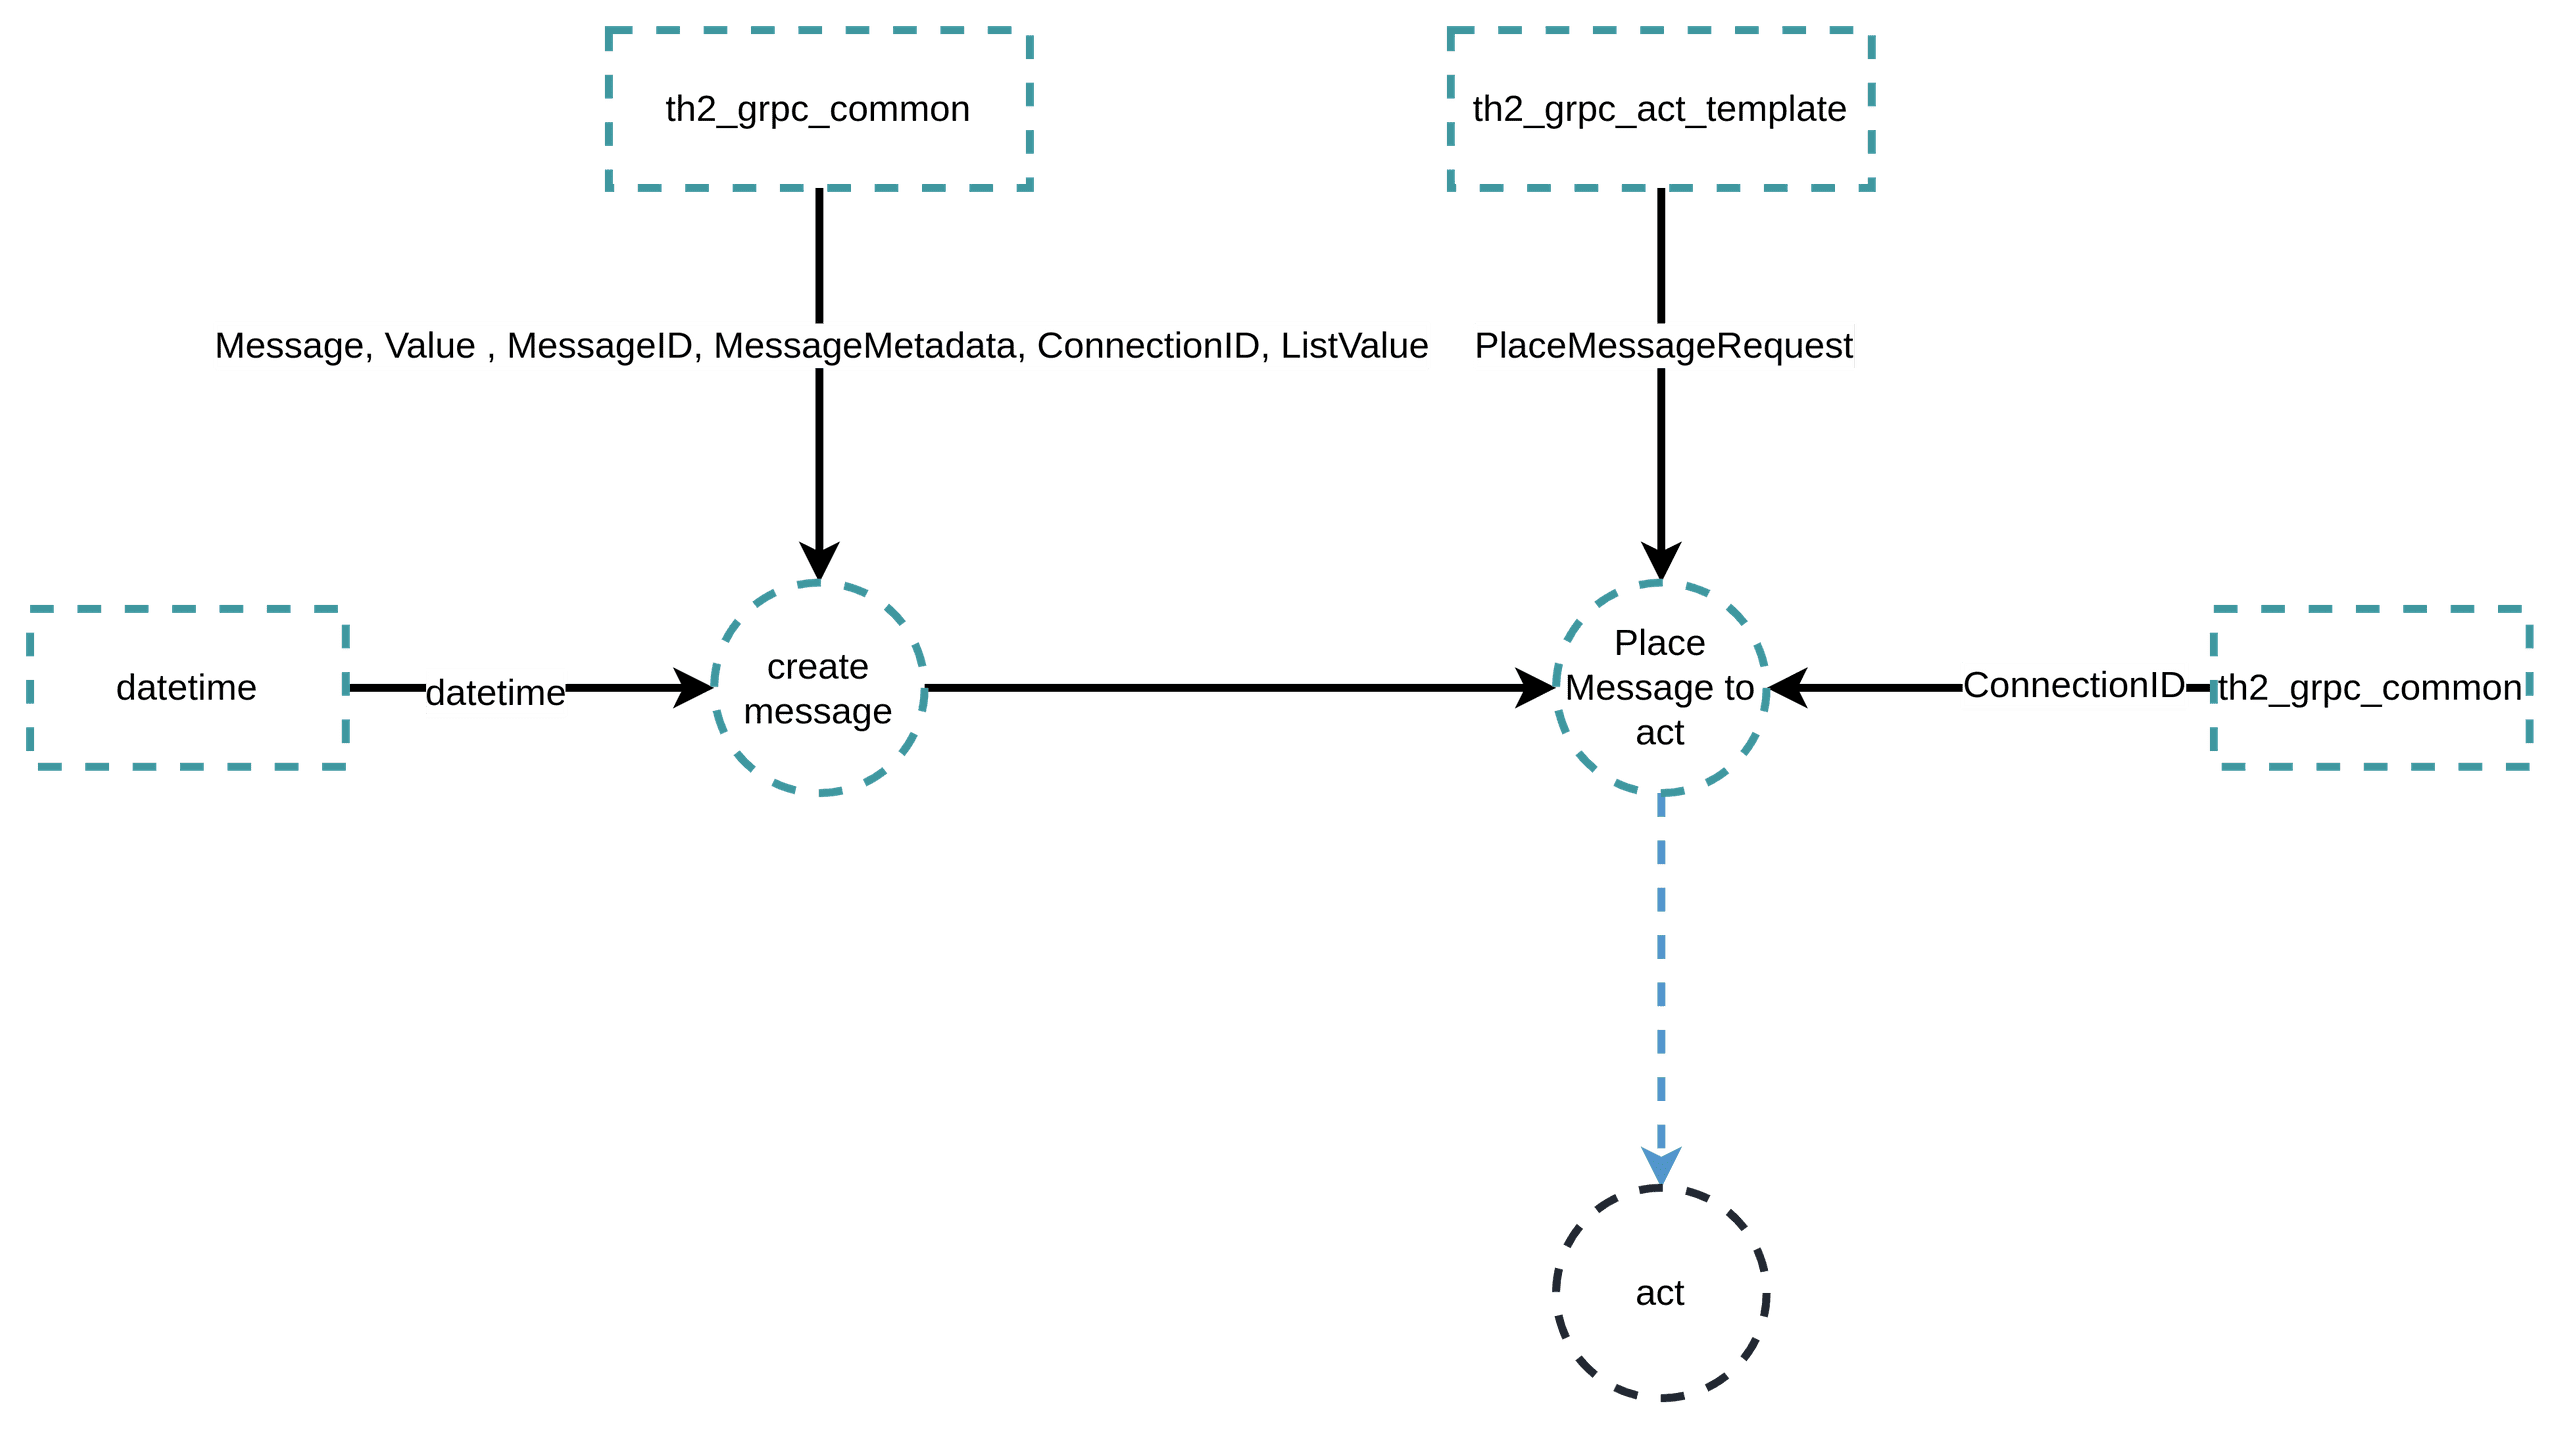 th2_grpc_common
th2_grpc_act_template
Message, Value , MessageID, MessageMetadata, ConnectionID, ListValue
PlaceMessageRequest
datetime
datetime
create
message
Place
Message to
act
ConnectionID
th2_grpc_common
act